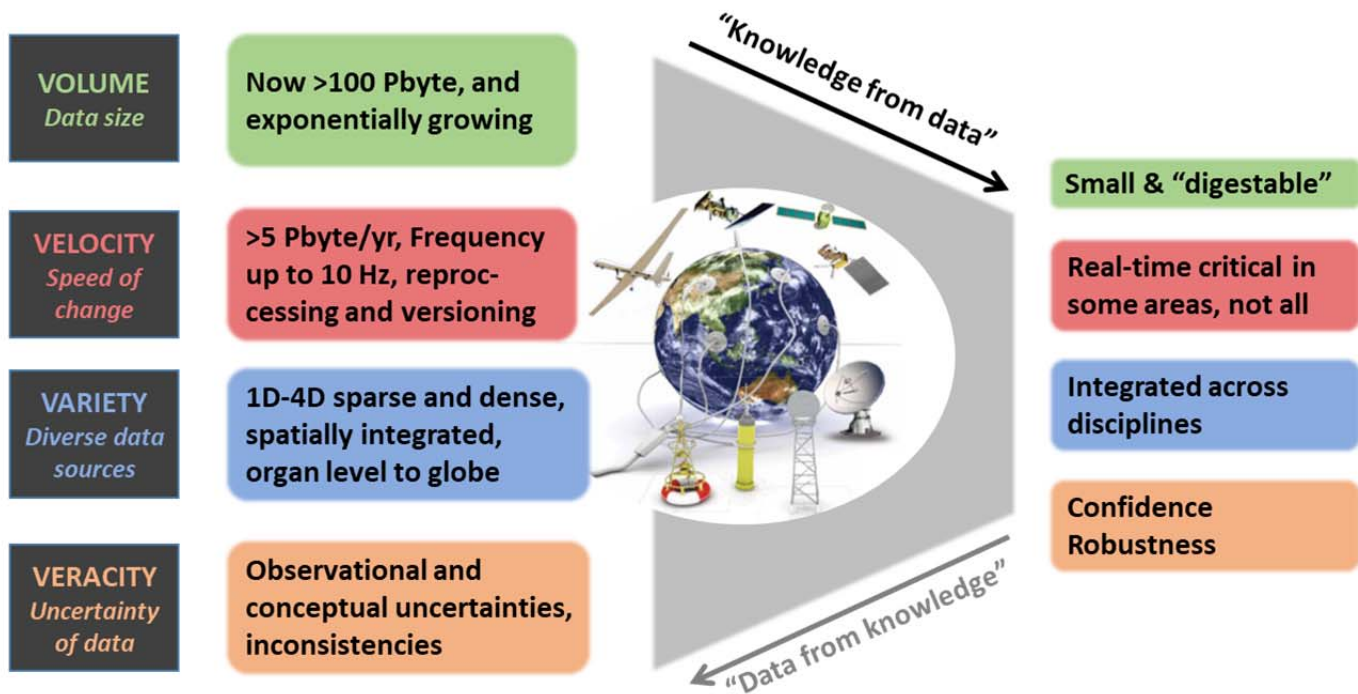 VOLUME
Data size
Now >100 Pbyte, and
exponentially growing
VELOCITY
Speed of
change
>5 Pbyte/yr, Frequency
up to 10 Hz, reproc-
cessing and versioning
VARIETY
Diverse data
sources
1D-4D sparse and dense,
spatially integrated,
organ level to globe
VERACITY
Uncertainty
of data
Observational and
conceptual uncertainties,
inconsistencies
“Knowledge from data”
“Data from knowledge”
Small & “digestable”
Real-time critical in
some areas, not all
Integrated across
disciplines
Confidence
Robustness